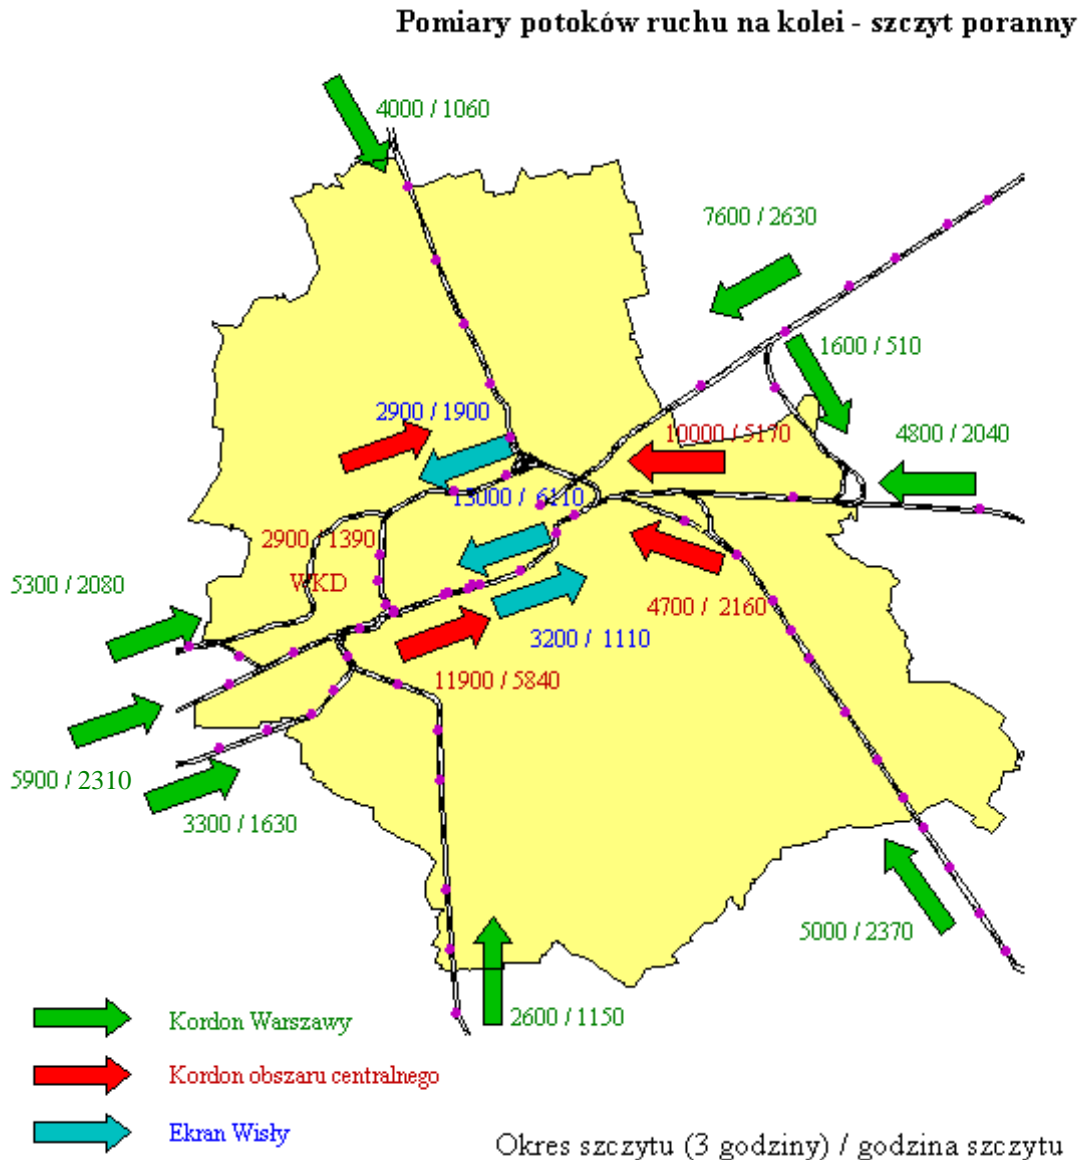 Pomiary potoków ruchu na kolei - szczyt poranny
4000 / 1060
7600 / 2630
1600 / 510
2900 / 1900
10000 / 5170
4800 / 2040
13000 / 6110
2900 / 1390
WKD
5300 / 2080
4700 / 2160
3200 / 1110
11900 / 5840
5900 / 2310
3300 / 1630
5000 / 2370
2600 / 1150
Kordon Warszawy
Kordon obszaru centralnego
Ekran Wisły
Okres szczytu (3 godziny) / godzina szczytu